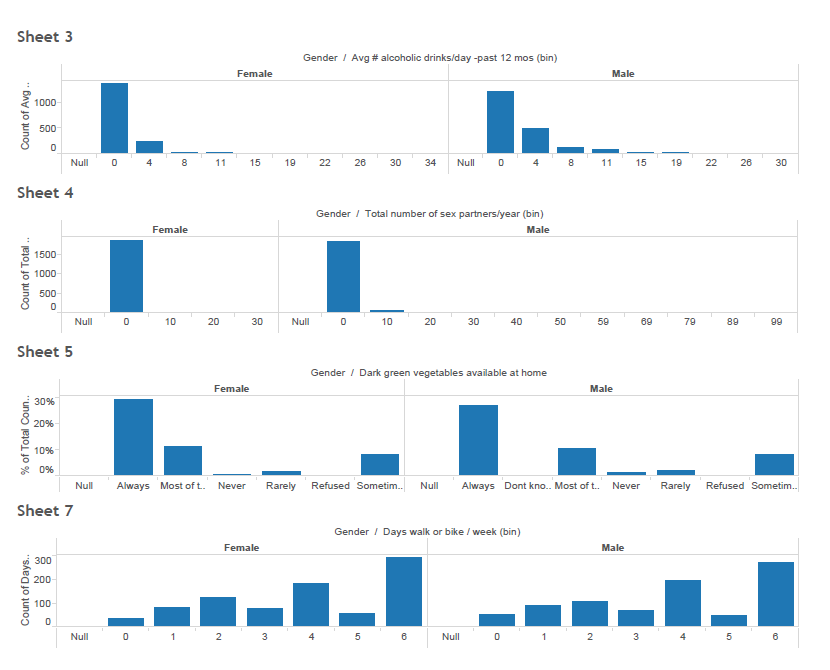 Sheet 3
Gender / Avg # alcoholic drinks/day -past 12 mos (bin)
Female Male
Count of Avg ..
1000
500
0
Null 0 4 8 11 15 19 22 26 30 34 Null 0 4 8 11 15 19 22 26 30
Sheet 4
Gender / Total number of sex partners/year (bin)
Female Male
Count of Total ..
1500
1000
500
0
Null 0 10 20 30 Null 0 10 20 30 40 50 59 69 79 89 99
Sheet 5
Gender / Dark green vegetables available at home
Female Male
% of Total Coun..
30%
20%
10%
0%
Null Always Most of t.. Never Rarely Refused Sometim.. Null Always Dont kno.. Most of t.. Never Rarely Refused Sometim..
Sheet 7
Gender / Days walk or bike / week (bin)
Female Male
Count of Days..
300
200
100
0
Null 0 1 2 3 4 5 6 Null 0 1 2 3 4 5 6